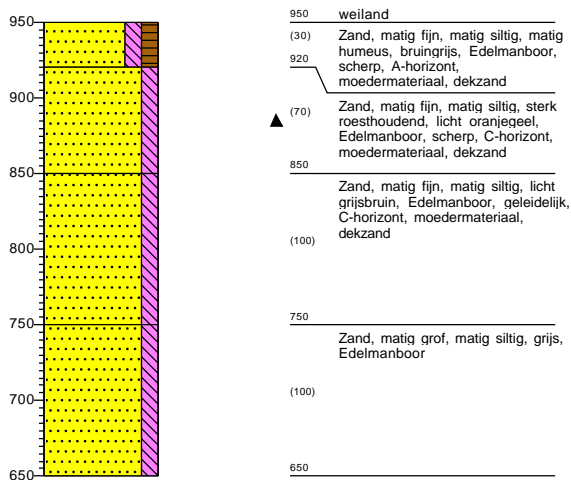 950
900
850
800
750
700
650
950 weiland
(30) Zand, matig fijn, matig siltig, matig
humeus, bruingrijs, Edelmanboor,
920 scherp, A-horizont,
moedermateriaal, dekzand
(70) Zand, matig fijn, matig siltig, sterk
roesthoudend, licht oranjegeel,
Edelmanboor, scherp, C-horizont,
moedermateriaal, dekzand
850
Zand, matig fijn, matig siltig, licht
grijsbruin, Edelmanboor, geleidelijk,
C-horizont, moedermateriaal,
(100) dekzand
750
Zand, matig grof, matig siltig, grijs,
Edelmanboor
(100)
650